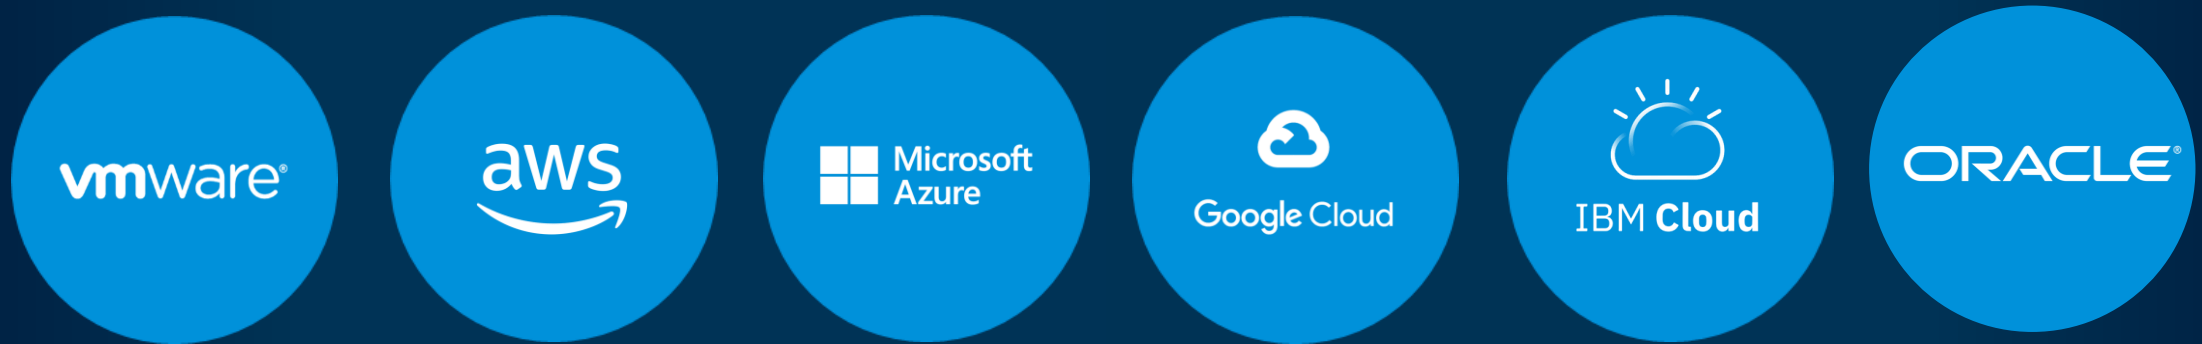 vmware®
aws
Microsoft
Azure
Google Cloud
IBM Cloud
ORACLE®